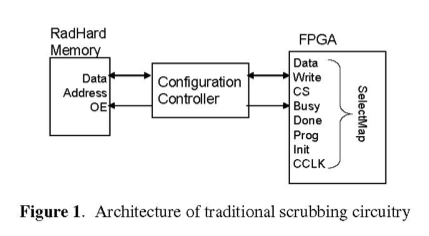 RadHard
Memory
Data
Address
OE
Configuration
Controller
FPGA
Data
Write
CS
Busy
Done
Prog
Init
CCLK
SelectMap
Figure 1. Architecture of traditional scrubbing circuitry